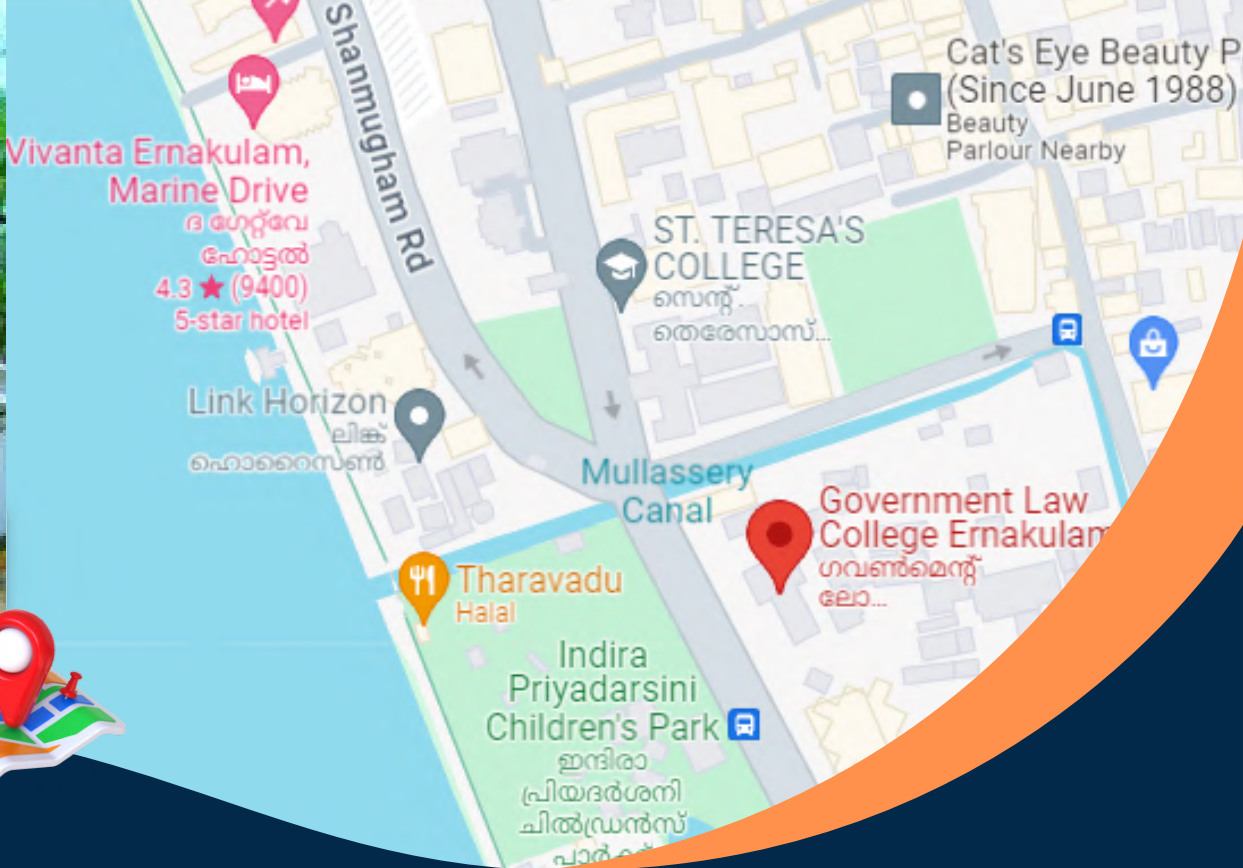 Shanmugham Rd
Cat's Eye Beauty P
(Since June 1988)
Beauty
Parlour Nearby
Vivanta Ernakulam,
Marine Drive
ദ ഗേറ്റ്‌വേ
ഹോട്ടൽ
4.3 ★ (9400)
5-star hotel
ST. TERESA'S
COLLEGE
സെന്റ് .
തെരേസാസ്...
Link Horizon
ലിങ്ക്
ഹൊറൈസൺ
Mullassery
Canal
Government Law
College Ernakulam
ഗവൺമെന്റ്
ലോ...
Tharavadu
Halal
Indira
Priyadarsini
Children's Park
ഇന്ദിരാ
പ്രിയദർശനി
ചിൽഡ്രൻസ്